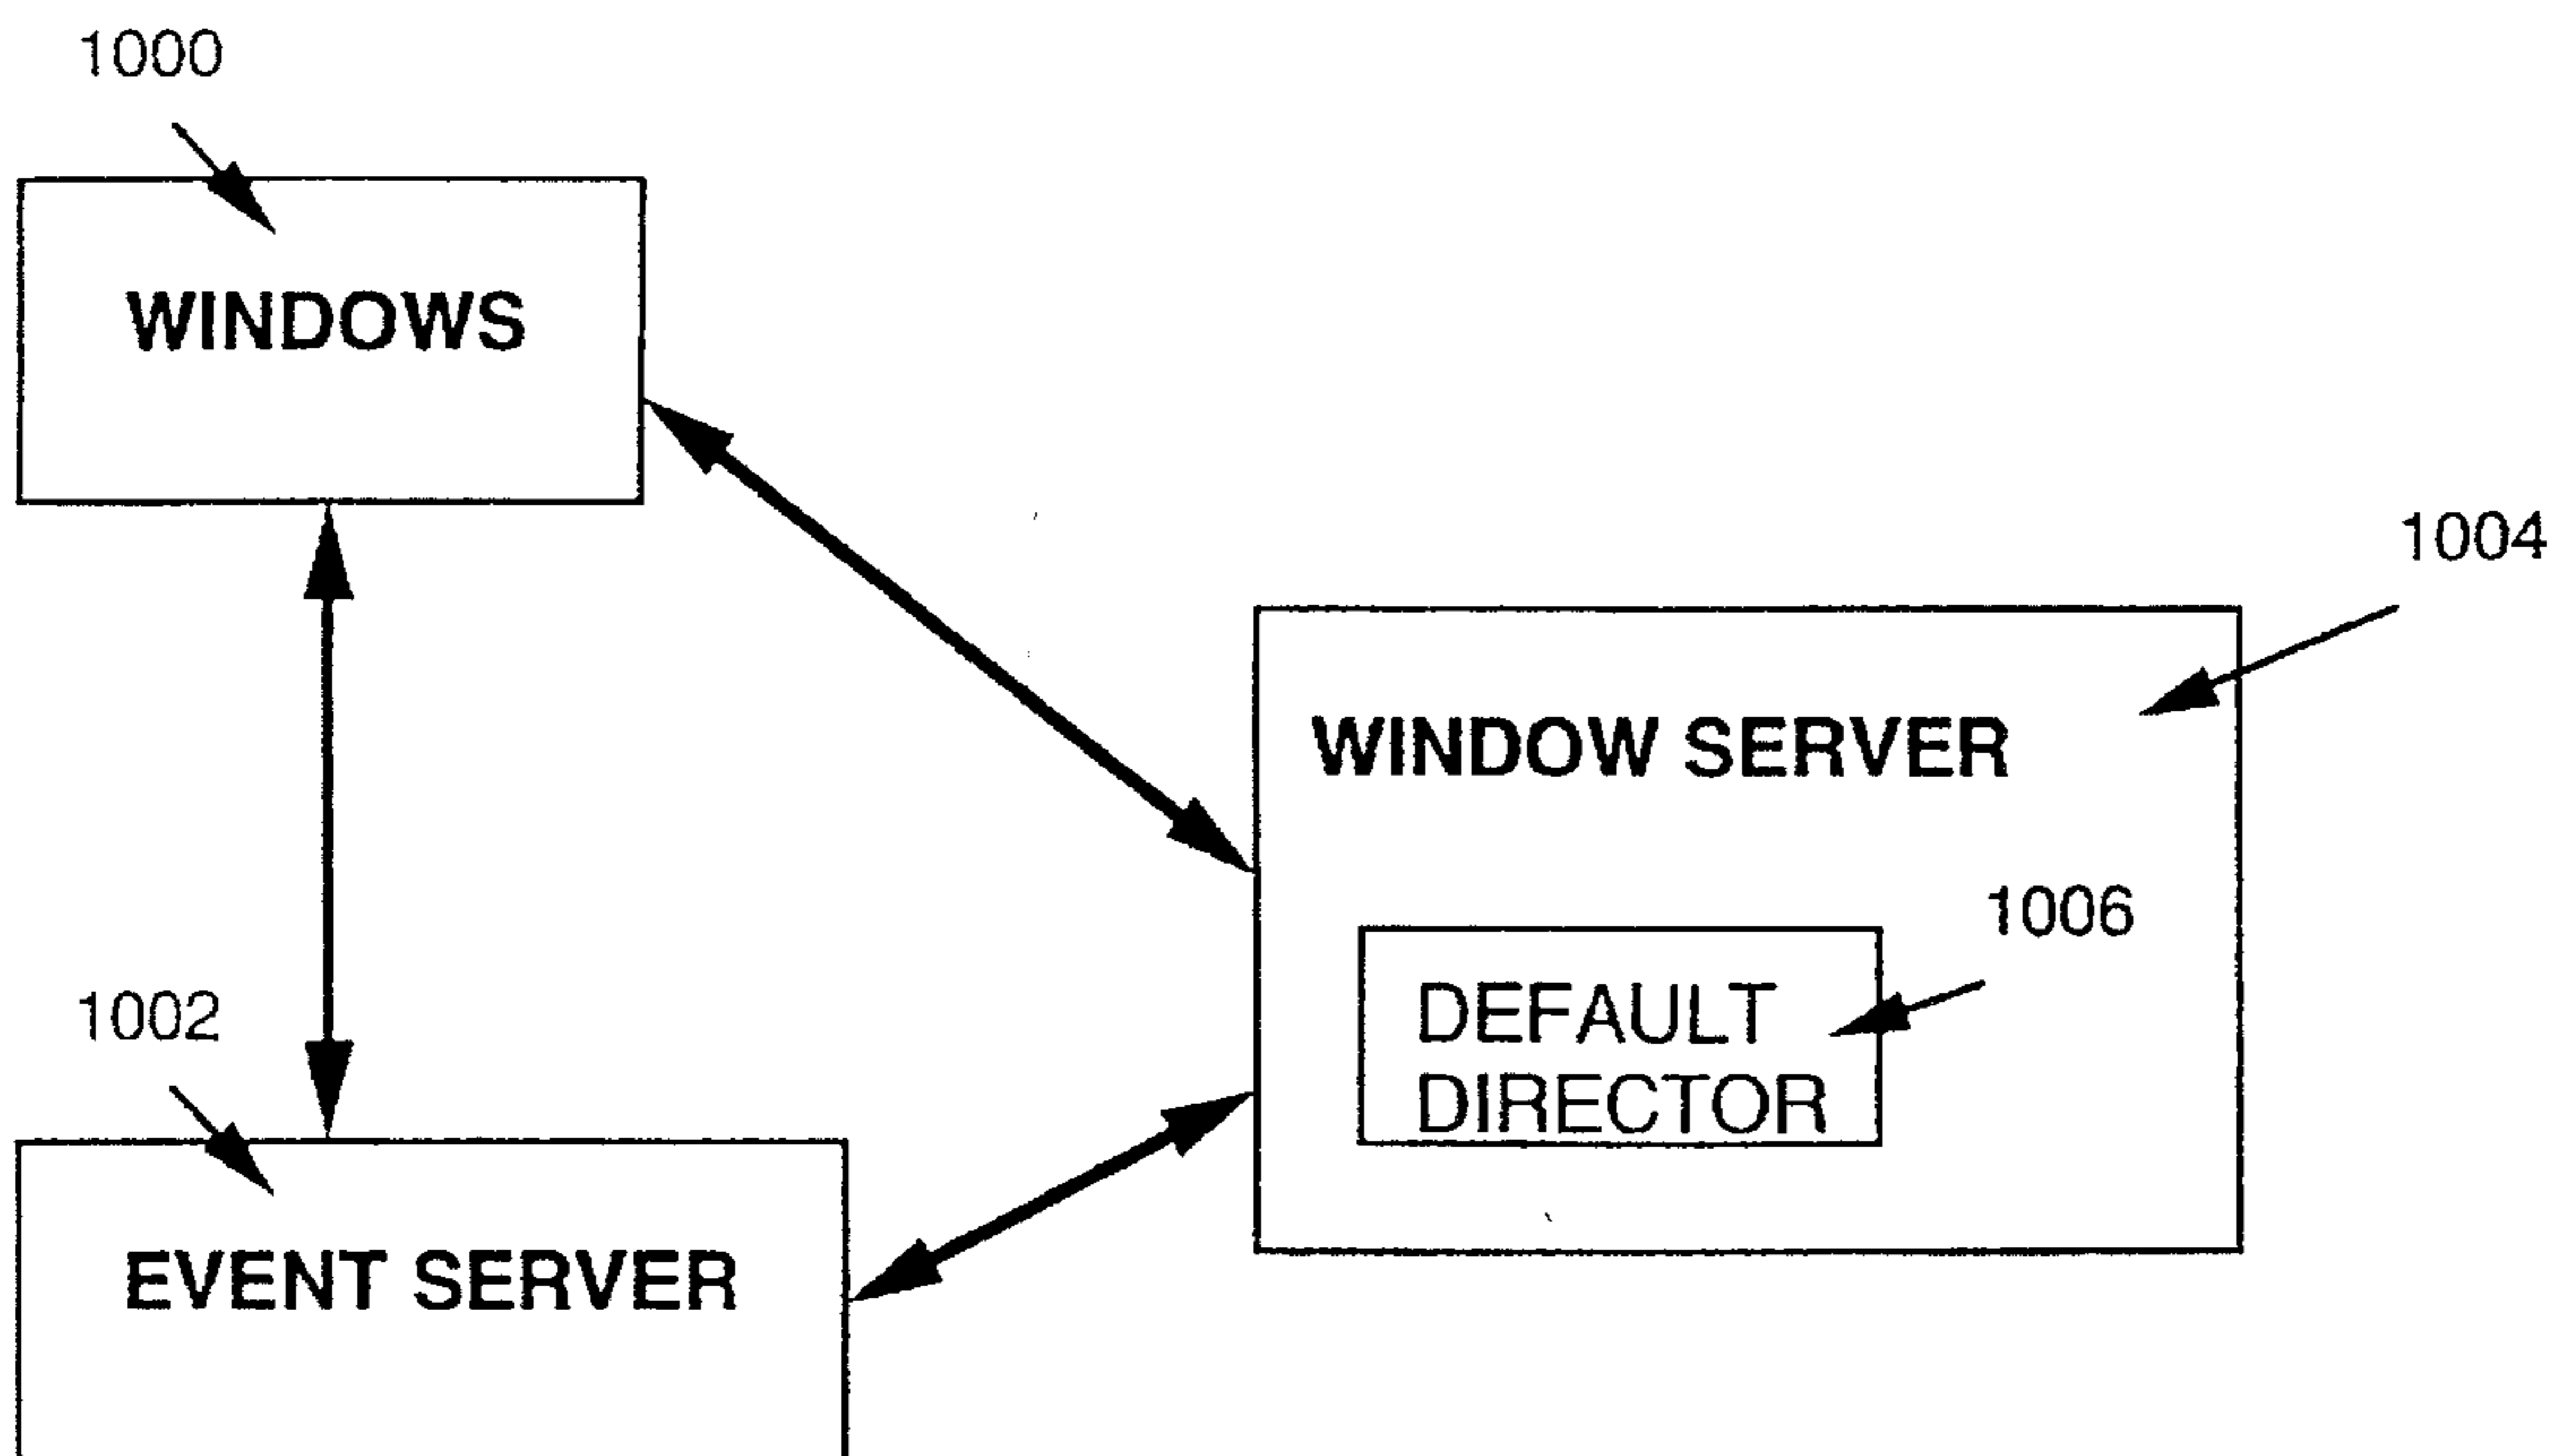 1000
WINDOWS
1004
WINDOW SERVER
1006
DEFAULT
DIRECTOR
1002
EVENT SERVER